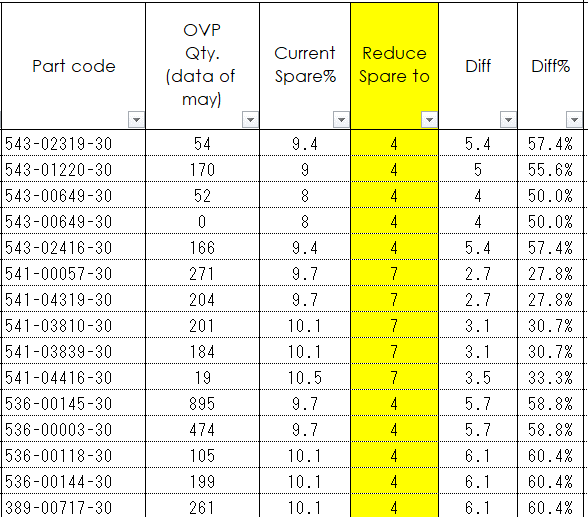 Part code OVP Qty. (data of may) Current Spare% Reduce Spare to Diff Diff%
543-02319-30 54 9.4 4 5.4 57.4%
543-01220-30 170 9 4 5 55.6%
543-00649-30 52 8 4 4 50.0%
543-00649-30 0 8 4 4 50.0%
543-02416-30 166 9.4 4 5.4 57.4%
541-00057-30 271 9.7 7 2.7 27.8%
541-04319-30 204 9.7 7 2.7 27.8%
541-03810-30 201 10.1 7 3.1 30.7%
541-03839-30 184 10.1 7 3.1 30.7%
541-04416-30 19 10.5 7 3.5 33.3%
536-00145-30 895 9.7 4 5.7 58.8%
536-00003-30 474 9.7 4 5.7 58.8%
536-00118-30 105 10.1 4 6.1 60.4%
536-00144-30 199 10.1 4 6.1 60.4%
389-00717-30 261 10.1 4 6.1 60.4%